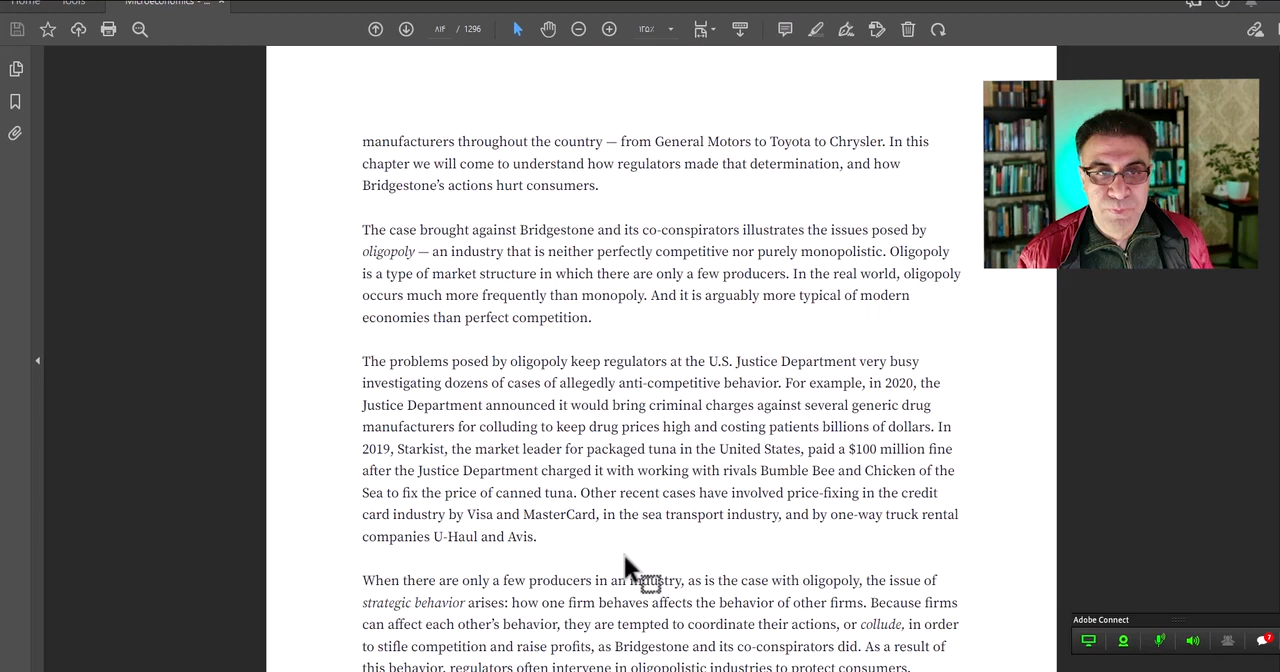 Home Tools Microeconomics - ...
۸۱۴ / 1296 ۱۲۵٪
manufacturers throughout the country — from General Motors to Toyota to Chrysler. In this
chapter we will come to understand how regulators made that determination, and how
Bridgestone’s actions hurt consumers.
The case brought against Bridgestone and its co-conspirators illustrates the issues posed by
oligopoly — an industry that is neither perfectly competitive nor purely monopolistic. Oligopoly
is a type of market structure in which there are only a few producers. In the real world, oligopoly
occurs much more frequently than monopoly. And it is arguably more typical of modern
economies than perfect competition.
The problems posed by oligopoly keep regulators at the U.S. Justice Department very busy
investigating dozens of cases of allegedly anti-competitive behavior. For example, in 2020, the
Justice Department announced it would bring criminal charges against several generic drug
manufacturers for colluding to keep drug prices high and costing patients billions of dollars. In
2019, Starkist, the market leader for packaged tuna in the United States, paid a $100 million fine
after the Justice Department charged it with working with rivals Bumble Bee and Chicken of the
Sea to fix the price of canned tuna. Other recent cases have involved price-fixing in the credit
card industry by Visa and MasterCard, in the sea transport industry, and by one-way truck rental
companies U-Haul and Avis.
When there are only a few producers in an industry, as is the case with oligopoly, the issue of
strategic behavior arises: how one firm behaves affects the behavior of other firms. Because firms
can affect each other’s behavior, they are tempted to coordinate their actions, or collude, in order
to stifle competition and raise profits, as Bridgestone and its co-conspirators did. As a result of
this behavior, regulators often intervene in oligopolistic industries to protect consumers.
Adobe Connect
7